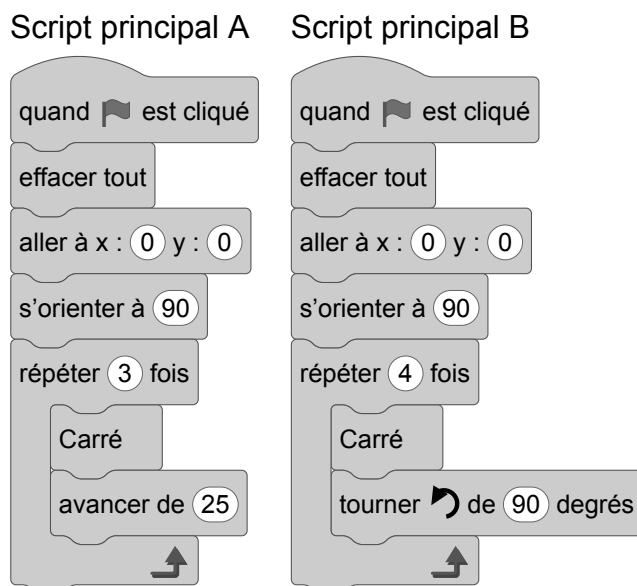 Script principal A
quand est cliqué
effacer tout
aller à x : 0 y : 0
s’orienter à 90
répéter 3 fois
Carré
avancer de 25
Script principal B
quand est cliqué
effacer tout
aller à x : 0 y : 0
s’orienter à 90
répéter 4 fois
Carré
tourner de 90 degrés